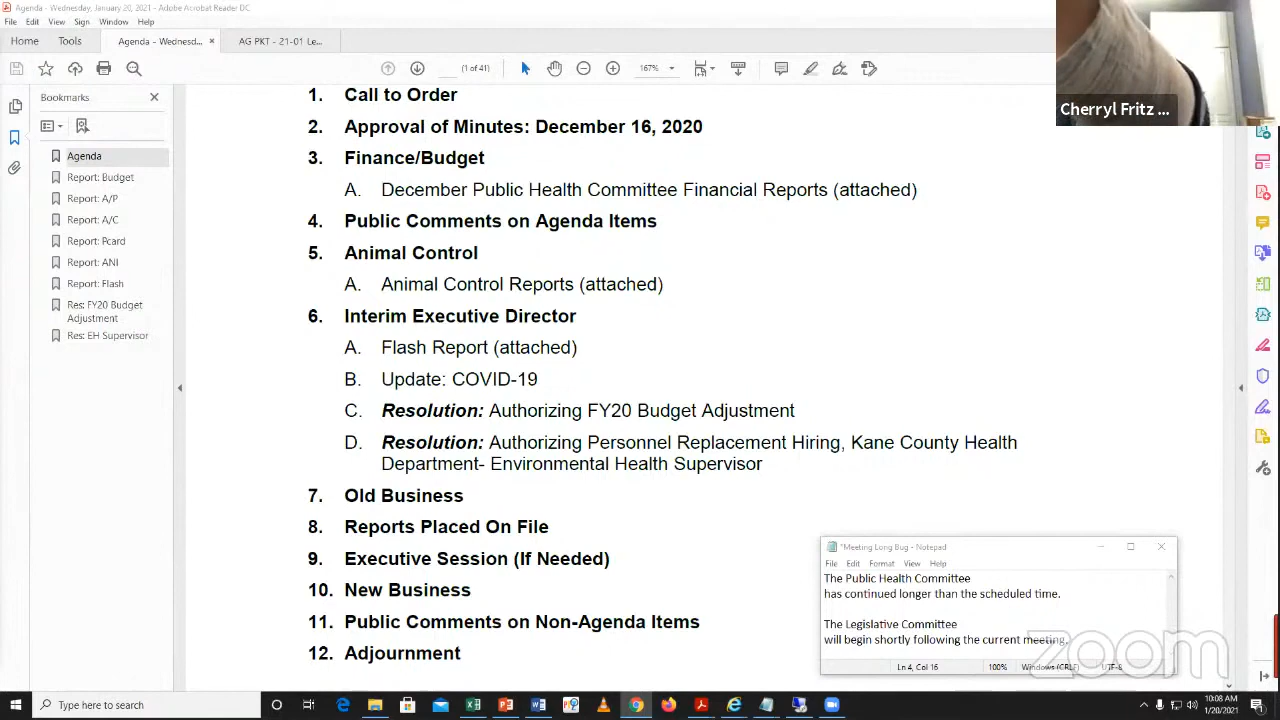 Agenda - Wednesday, January 20, 2021 - Adobe Acrobat Reader DC
File Edit View Sign Window Help
Home Tools Agenda - Wednesd... × AG PKT - 21-01 Le...
(1 of 41) 167%
Cherryl Fritz ...
Bookmarks
Agenda
Report: Budget
Report: A/P
Report: A/C
Report: Pcard
Report: ANI
Report: Flash
Res: FY20 Budget
Adjustment
Res: EH Supervisor
1. Call to Order
2. Approval of Minutes: December 16, 2020
3. Finance/Budget
A. December Public Health Committee Financial Reports (attached)
4. Public Comments on Agenda Items
5. Animal Control
A. Animal Control Reports (attached)
6. Interim Executive Director
A. Flash Report (attached)
B. Update: COVID-19
C. Resolution: Authorizing FY20 Budget Adjustment
D. Resolution: Authorizing Personnel Replacement Hiring, Kane County Health
Department- Environmental Health Supervisor
7. Old Business
8. Reports Placed On File
9. Executive Session (If Needed)
10. New Business
11. Public Comments on Non-Agenda Items
12. Adjournment
*Meeting Long Bug - Notepad
File Edit Format View Help
The Public Health Committee
has continued longer than the scheduled time.
The Legislative Committee
will begin shortly following the current meeting.
Ln 4, Col 16 100% Windows (CRLF) UTF-8
zoom
Type here to search
10:08 AM
1/20/2021